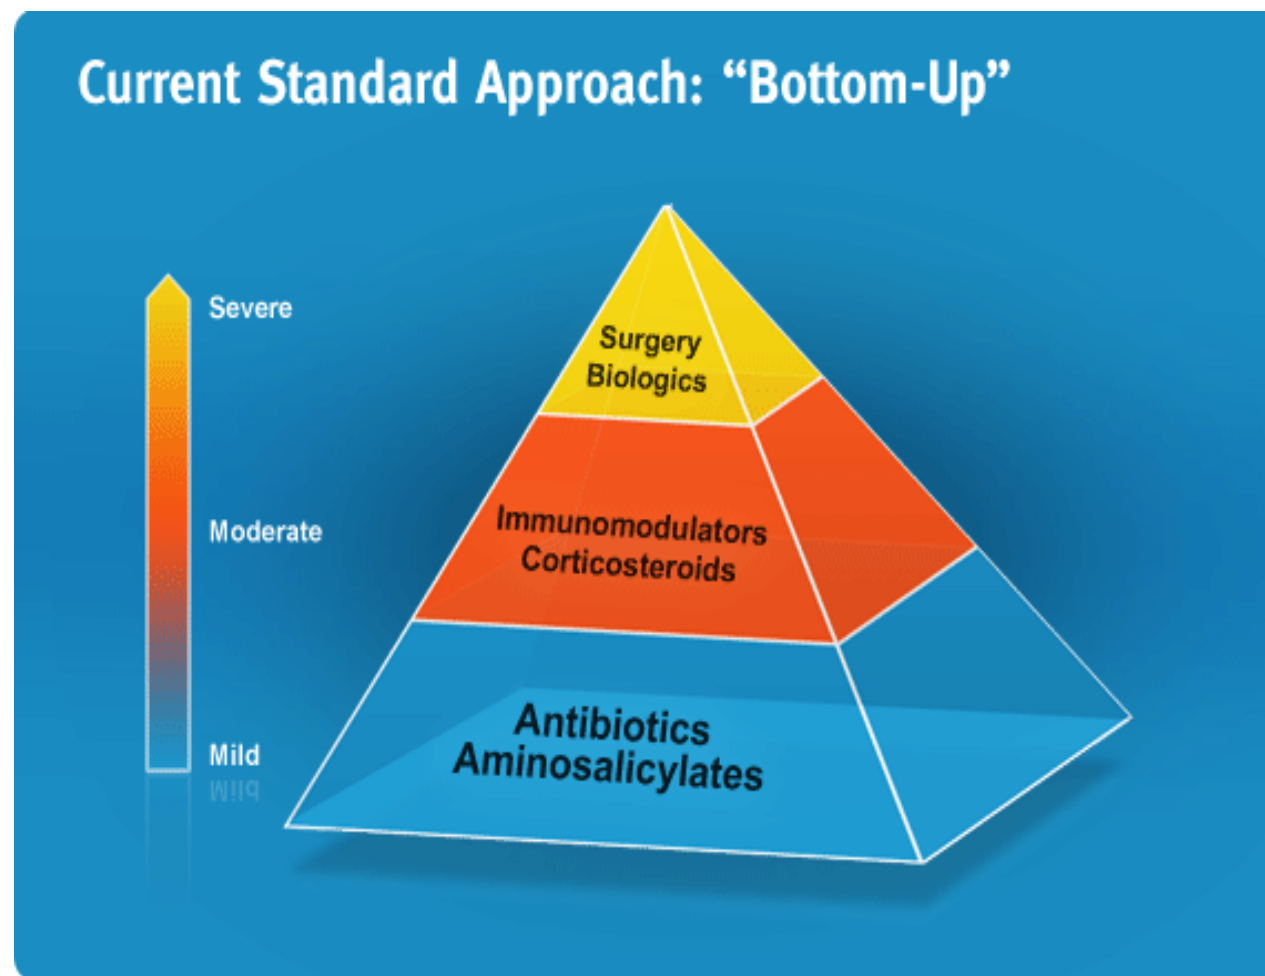 Current Standard Approach: “Bottom-Up”
Severe
Moderate
Mild
Surgery
Biologics
Immunomodulators
Corticosteroids
Antibiotics
Aminosalicylates